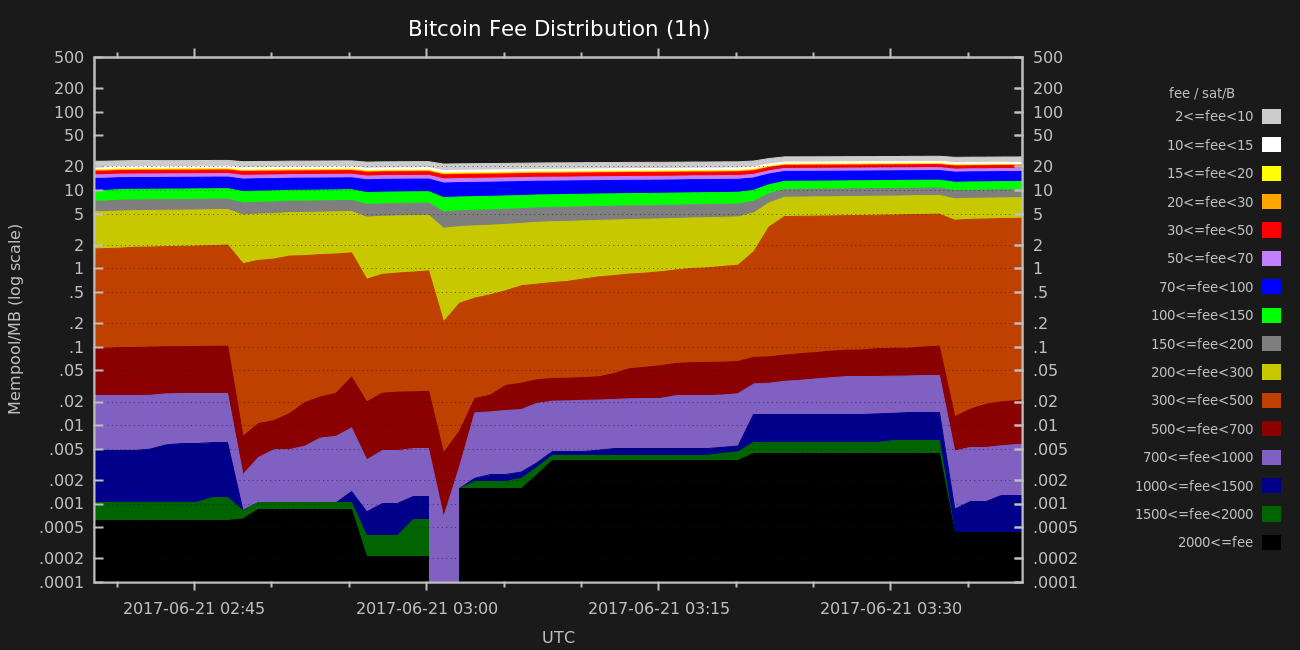 Bitcoin Fee Distribution (1h)
500
200
100
50
20
10
5
2
1
.5
.2
.1
.05
.02
.01
.005
.002
.001
.0005
.0002
.0001
Mempool/MB (log scale)
500
200
100
50
20
10
5
2
1
.5
.2
.1
.05
.02
.01
.005
.002
.001
.0005
.0002
.0001
2017-06-21 02:45
2017-06-21 03:00
2017-06-21 03:15
2017-06-21 03:30
UTC
fee / sat/B
2<=fee<10
10<=fee<15
15<=fee<20
20<=fee<30
30<=fee<50
50<=fee<70
70<=fee<100
100<=fee<150
150<=fee<200
200<=fee<300
300<=fee<500
500<=fee<700
700<=fee<1000
1000<=fee<1500
1500<=fee<2000
2000<=fee